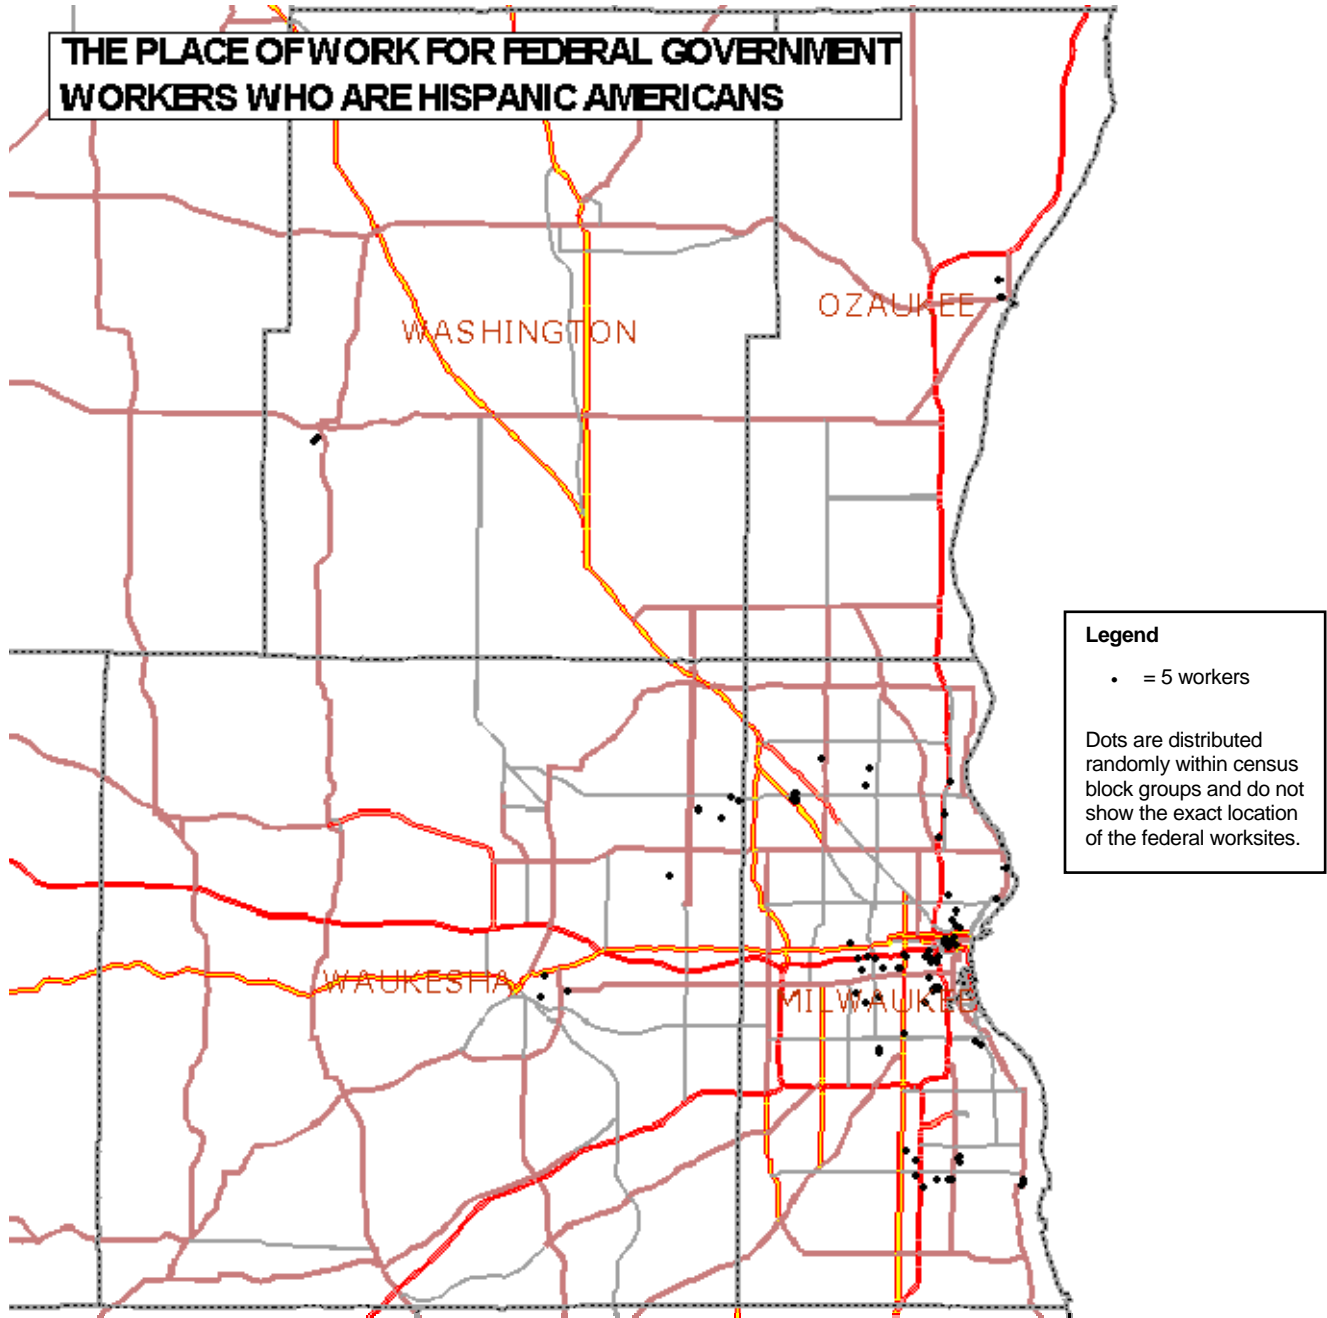 THE PLACE OF WORK FOR FEDERAL GOVERNMENT
WORKERS WHO ARE HISPANIC AMERICANS
OZAUKEE
WASHINGTON
Legend
• = 5 workers
Dots are distributed
randomly within census
block groups and do not
show the exact location
of the federal worksites.
WAUKESHA
MILWAUKEE